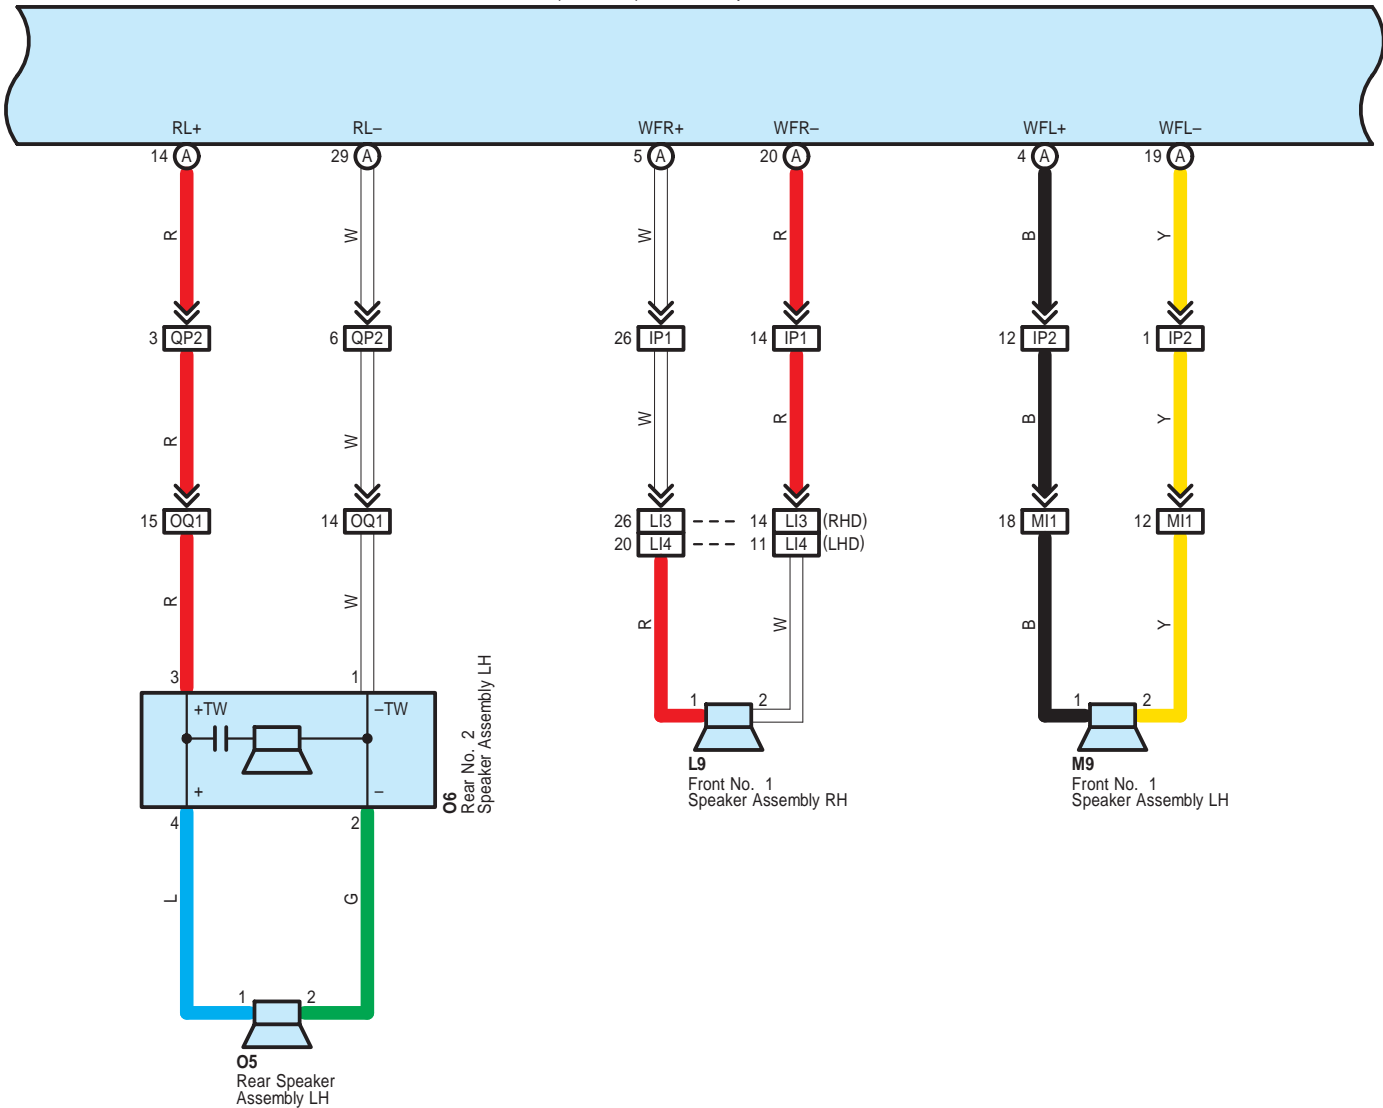 RL+ RL– WFR+ WFR– WFL+ WFL–
14 A 29 A 5 A 20 A 4 A 19 A
R W W R B Y
3 QP2 6 QP2 26 IP1 14 IP1 12 IP2 1 IP2
R W W R B Y
15 OQ1 14 OQ1 26 LI3 14 LI3 (RHD) 18 MI1 12 MI1
20 LI4 11 LI4 (LHD)
R W R W B Y
3 1
+TW –TW
+ –
O6
Rear No. 2
Speaker Assembly LH
1 2
L9
Front No. 1
Speaker Assembly RH
1 2
M9
Front No. 1
Speaker Assembly LH
4 2
L G
1 2
O5
Rear Speaker
Assembly LH